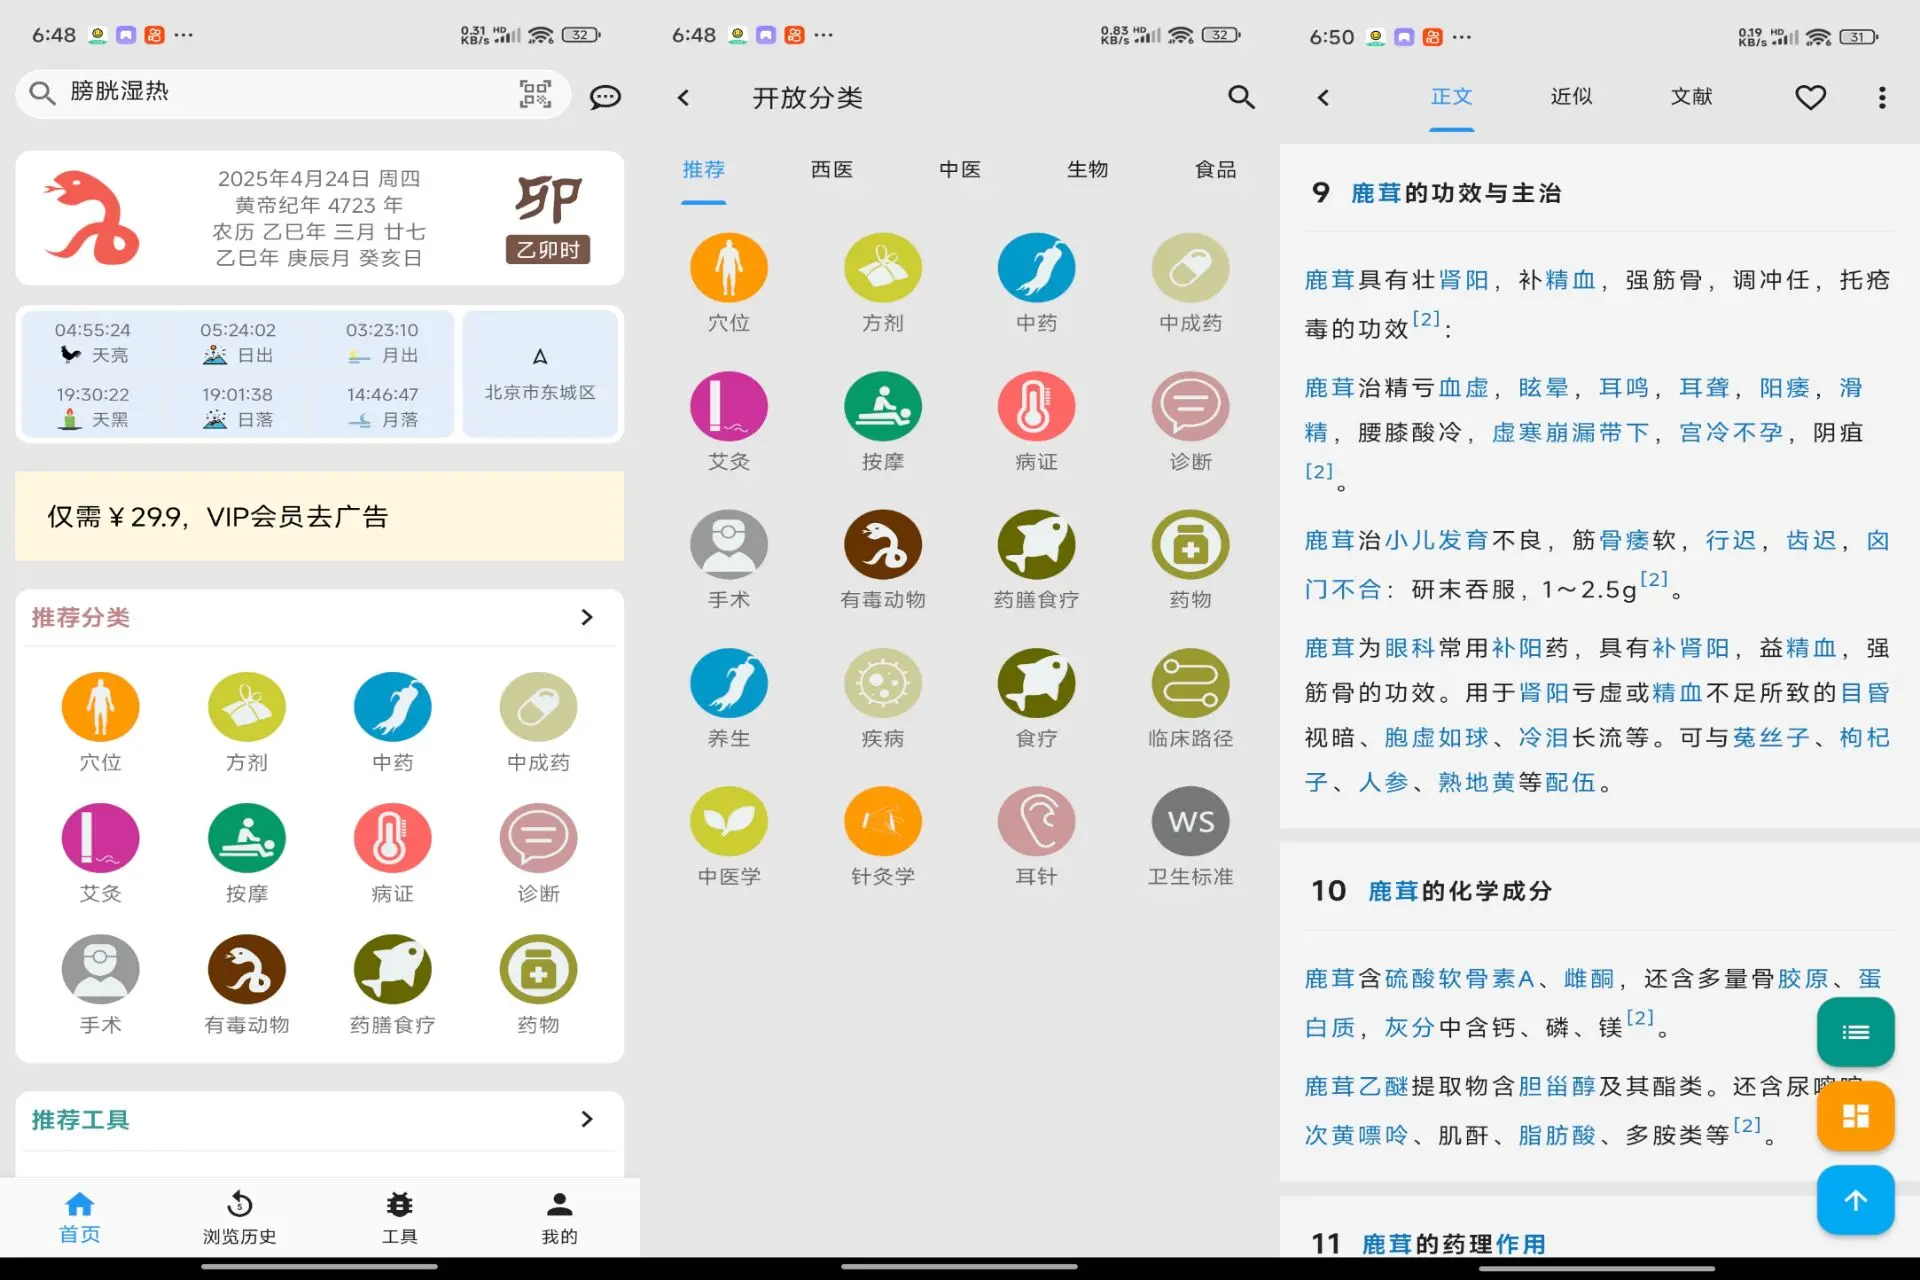 6:48
0.31 KB/s HD 32
膀胱湿热
2025年4月24日 周四
黄帝纪年 4723 年
农历 乙巳年 三月 廿七
乙巳年 庚辰月 癸亥日
卯
乙卯时
04:55:24 05:24:02 03:23:10
天亮 日出 月出
19:30:22 19:01:38 14:46:47
天黑 日落 月落
北京市东城区
仅需￥29.9，VIP会员去广告
推荐分类
穴位 方剂 中药 中成药
艾灸 按摩 病证 诊断
手术 有毒动物 药膳食疗 药物
推荐工具
首页 浏览历史 工具 我的
6:48
0.83 KB/s HD 32
开放分类
推荐 西医 中医 生物 食品
穴位 方剂 中药 中成药
艾灸 按摩 病证 诊断
手术 有毒动物 药膳食疗 药物
养生 疾病 食疗 临床路径
WS
中医学 针灸学 耳针 卫生标准
6:50
0.19 KB/s HD 31
正文 近似 文献
9 鹿茸的功效与主治
鹿茸具有壮肾阳，补精血，强筋骨，调冲任，托疮
毒的功效[2]：
鹿茸治精亏血虚，眩晕，耳鸣，耳聋，阳痿，滑
精，腰膝酸冷，虚寒崩漏带下，宫冷不孕，阴疽
[2]。
鹿茸治小儿发育不良，筋骨痿软，行迟，齿迟，囟
门不合：研末吞服，1～2.5g[2]。
鹿茸为眼科常用补阳药，具有补肾阳，益精血，强
筋骨的功效。用于肾阳亏虚或精血不足所致的目昏
视暗、胞虚如球、冷泪长流等。可与菟丝子、枸杞
子、人参、熟地黄等配伍。
10 鹿茸的化学成分
鹿茸含硫酸软骨素A、雌酮，还含多量骨胶原、蛋
白质，灰分中含钙、磷、镁[2]。
鹿茸乙醚提取物含胆甾醇及其酯类。还含尿嘧啶、
次黄嘌呤、肌酐、脂肪酸、多胺类等[2]。
11 鹿茸的药理作用